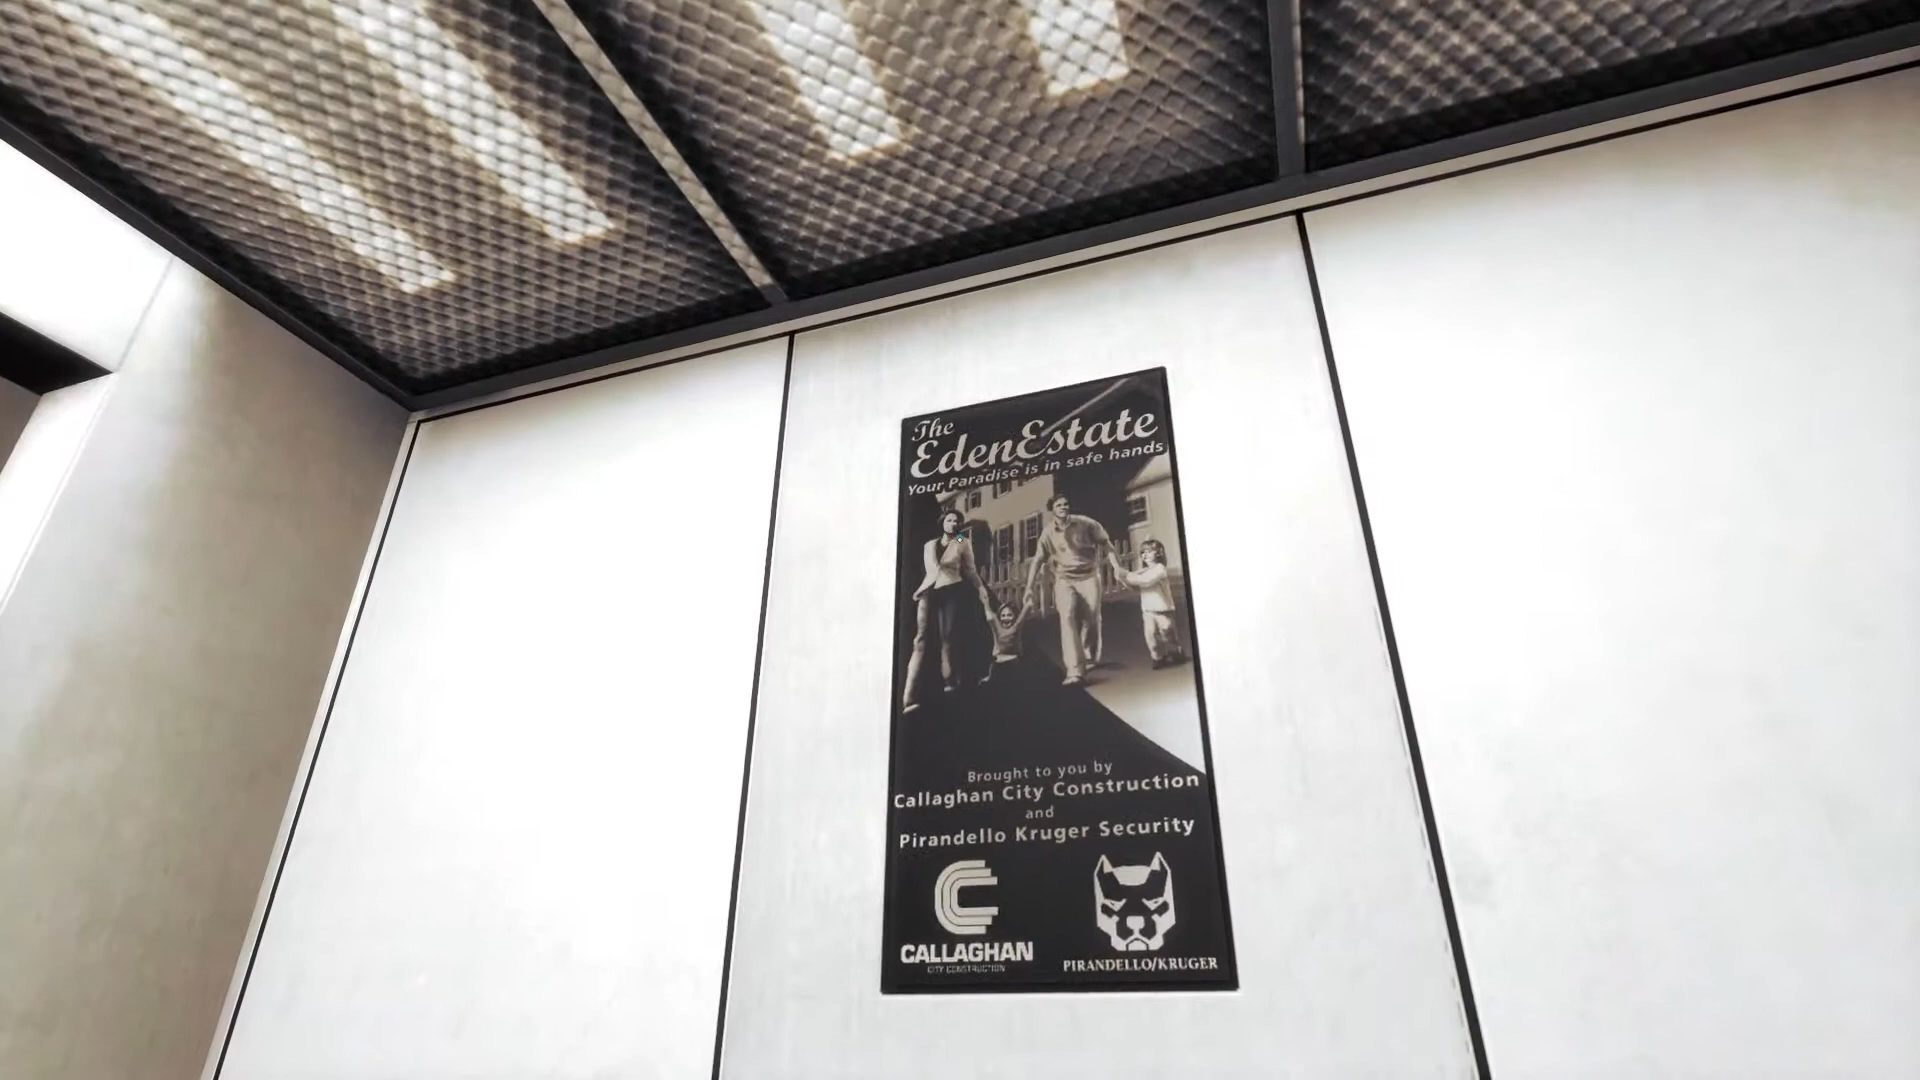 The
EdenEstate
Your Paradise is in safe hands
Brought to you by
Callaghan City Construction
and
Pirandello Kruger Security
CALLAGHAN
CITY CONSTRUCTION
PIRANDELLO/KRUGER